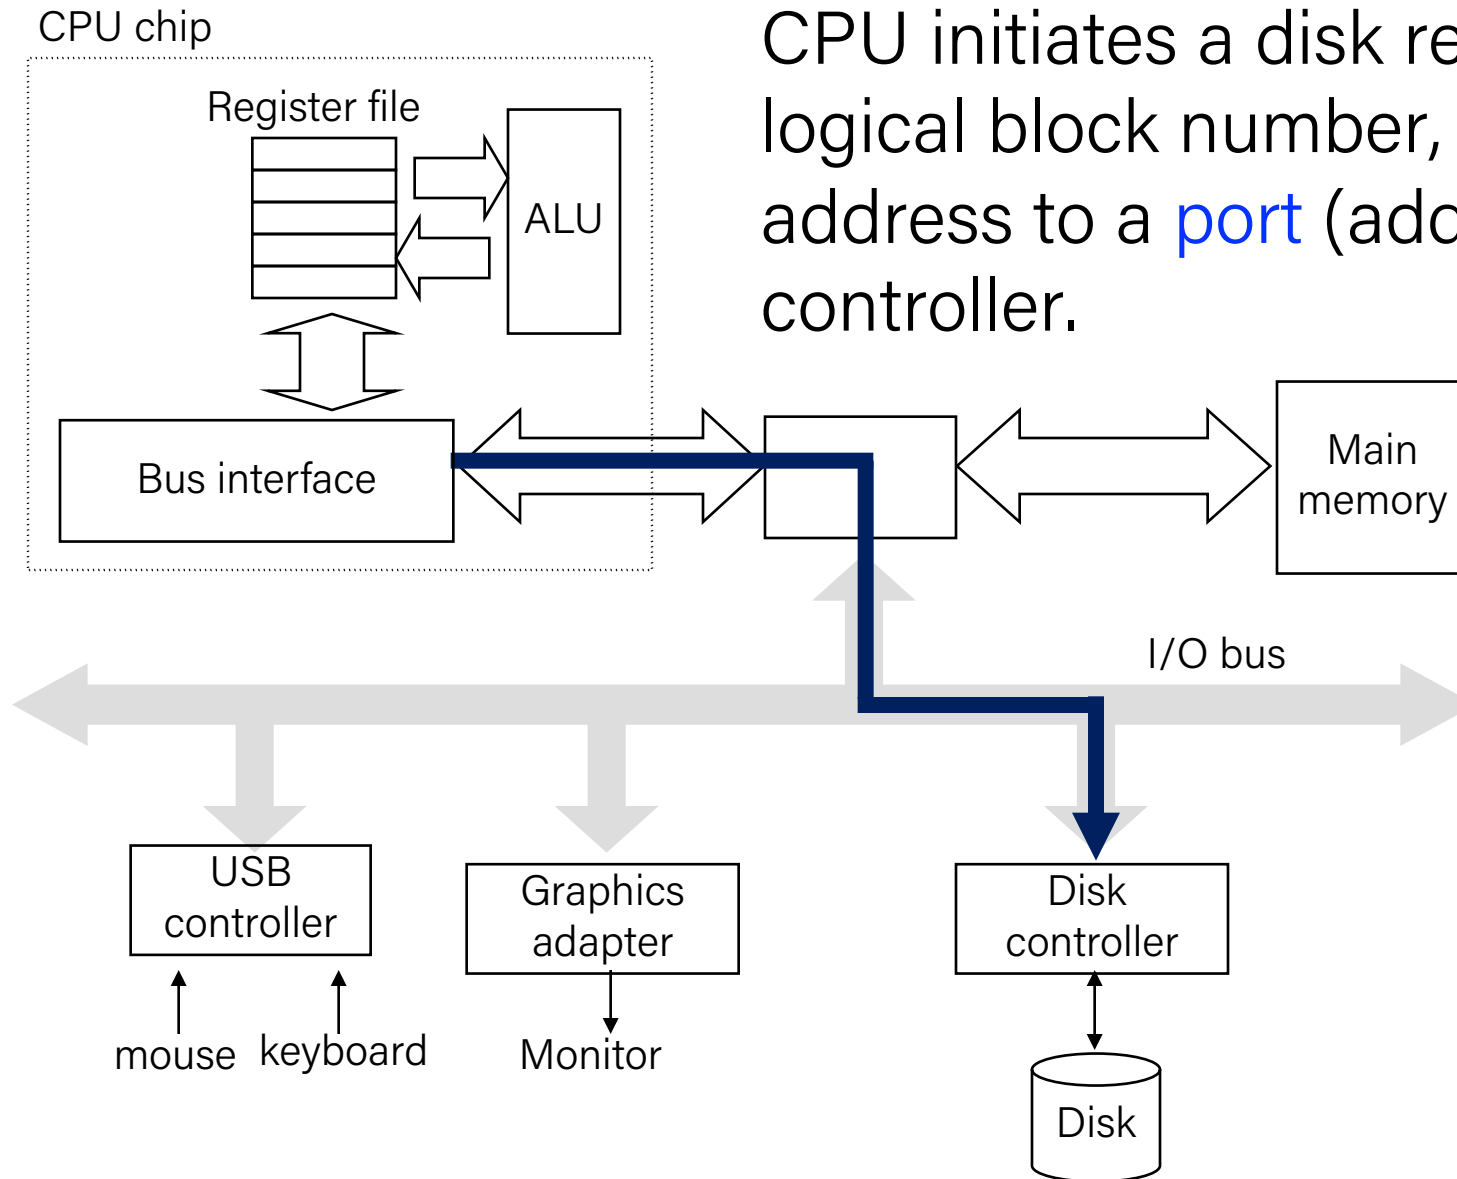 CPU chip
CPU initiates a disk re
logical block number,
address to a port (add
controller.
Register file
ALU
Bus interface
Main
memory
I/O bus
USB
controller
Graphics
adapter
Disk
controller
mouse keyboard
Monitor
Disk